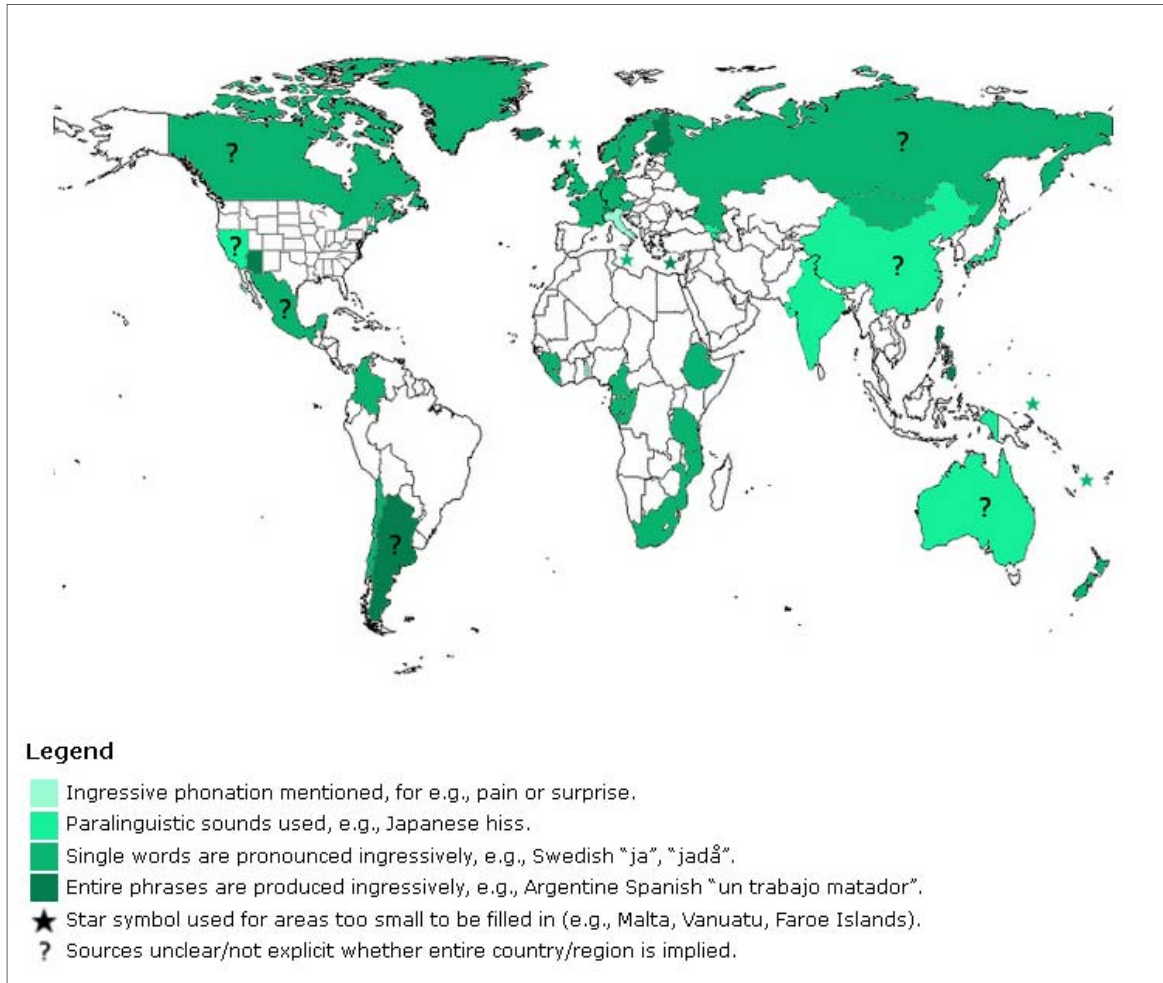 ?
?
?
?
?
?
?
Legend
Ingressive phonation mentioned, for e.g., pain or surprise.
Paralinguistic sounds used, e.g., Japanese hiss.
Single words are pronounced ingressively, e.g., Swedish "ja", "jadå".
Entire phrases are produced ingressively, e.g., Argentine Spanish "un trabajo matador".
Star symbol used for areas too small to be filled in (e.g., Malta, Vanuatu, Faroe Islands).
? Sources unclear/not explicit whether entire country/region is implied.